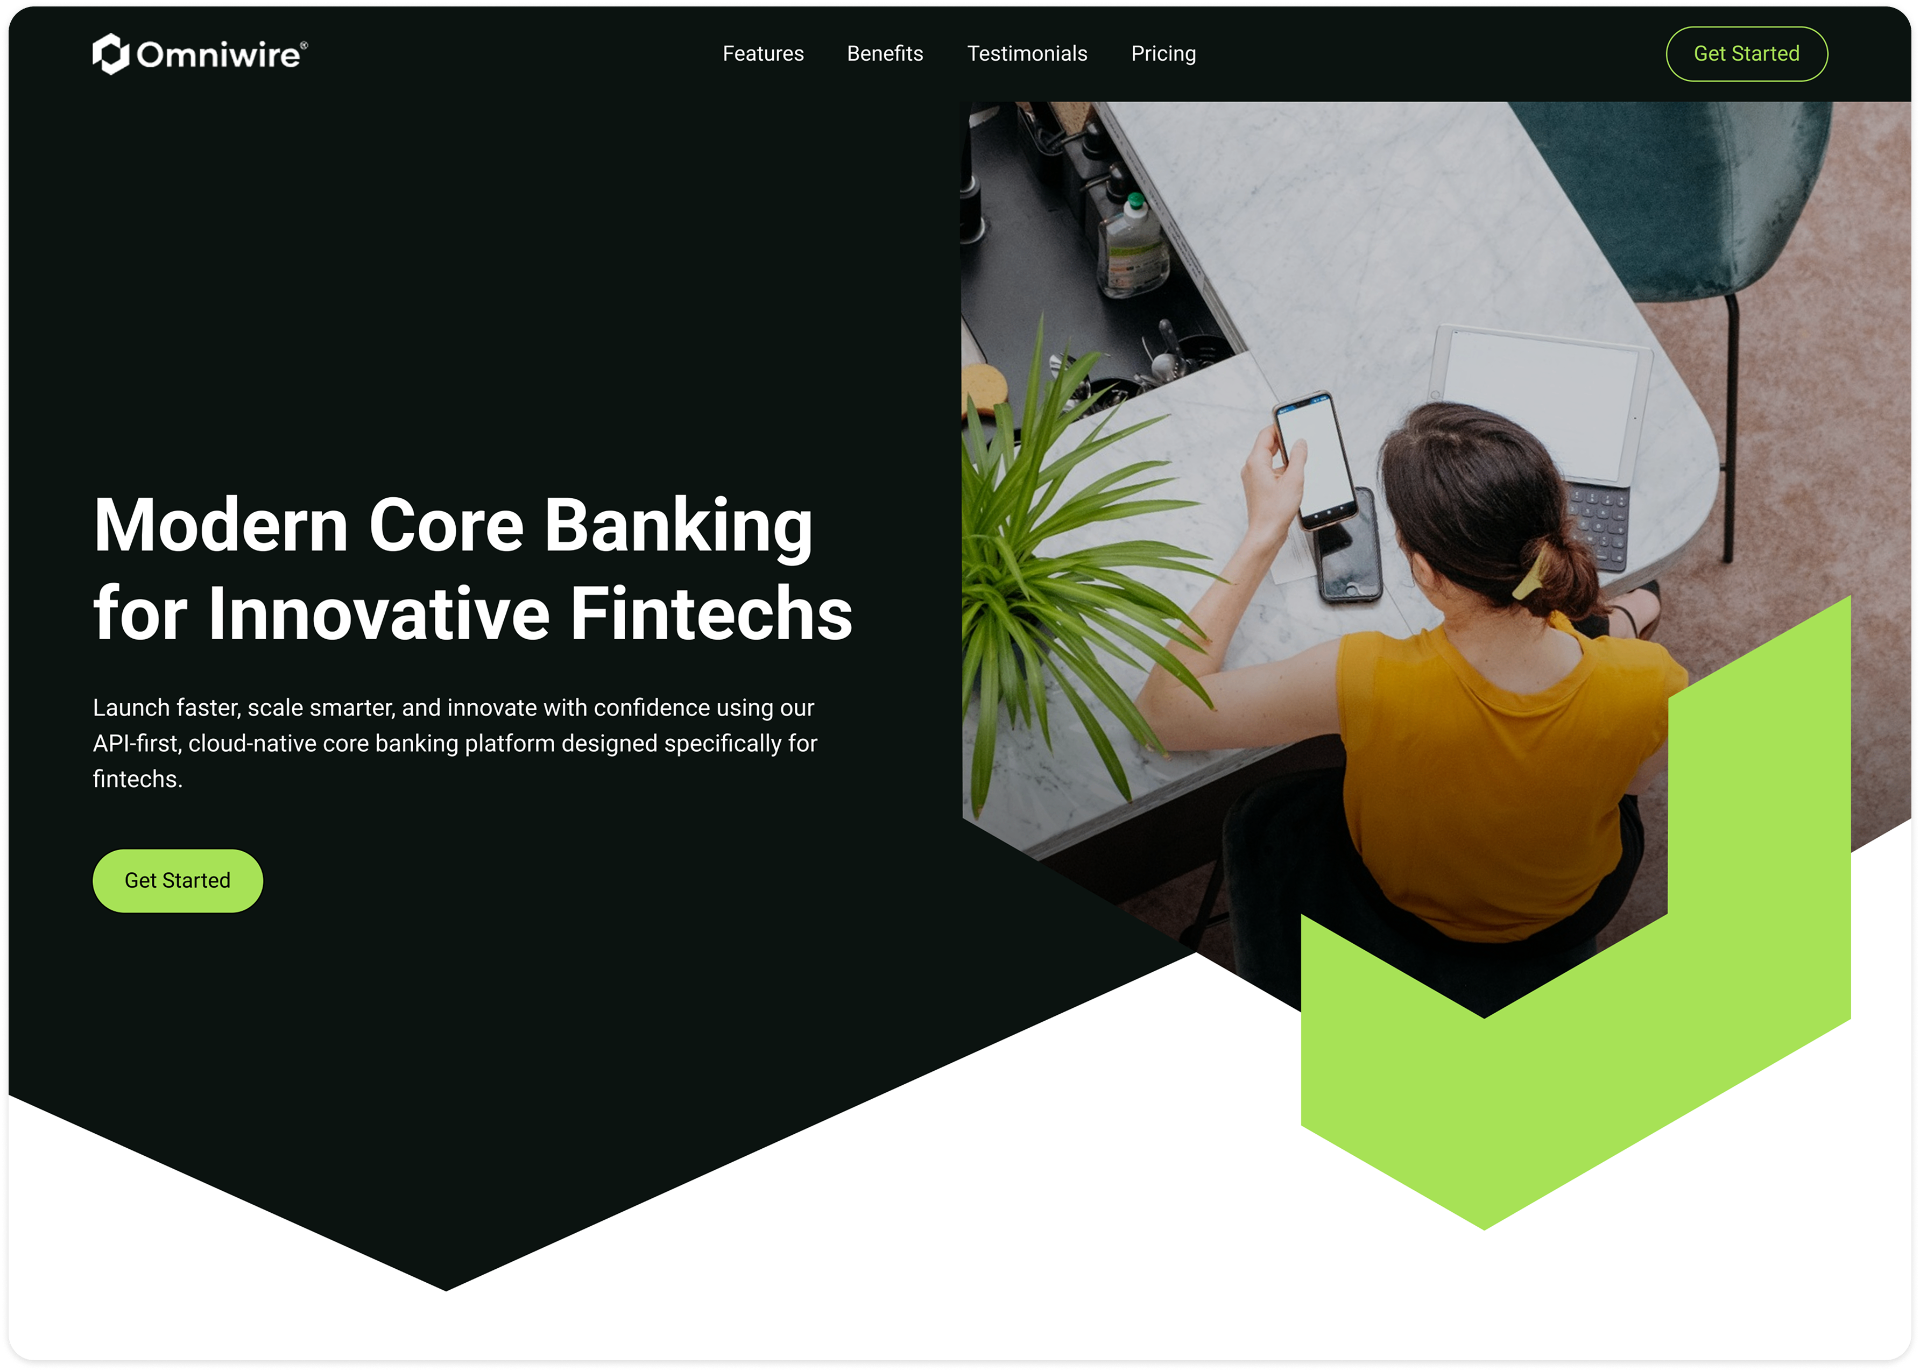 Omniwire®
Features
Benefits
Testimonials
Pricing
Get Started
Modern Core Banking
for Innovative Fintechs
Launch faster, scale smarter, and innovate with confidence using our
API-first, cloud-native core banking platform designed specifically for
fintechs.
Get Started